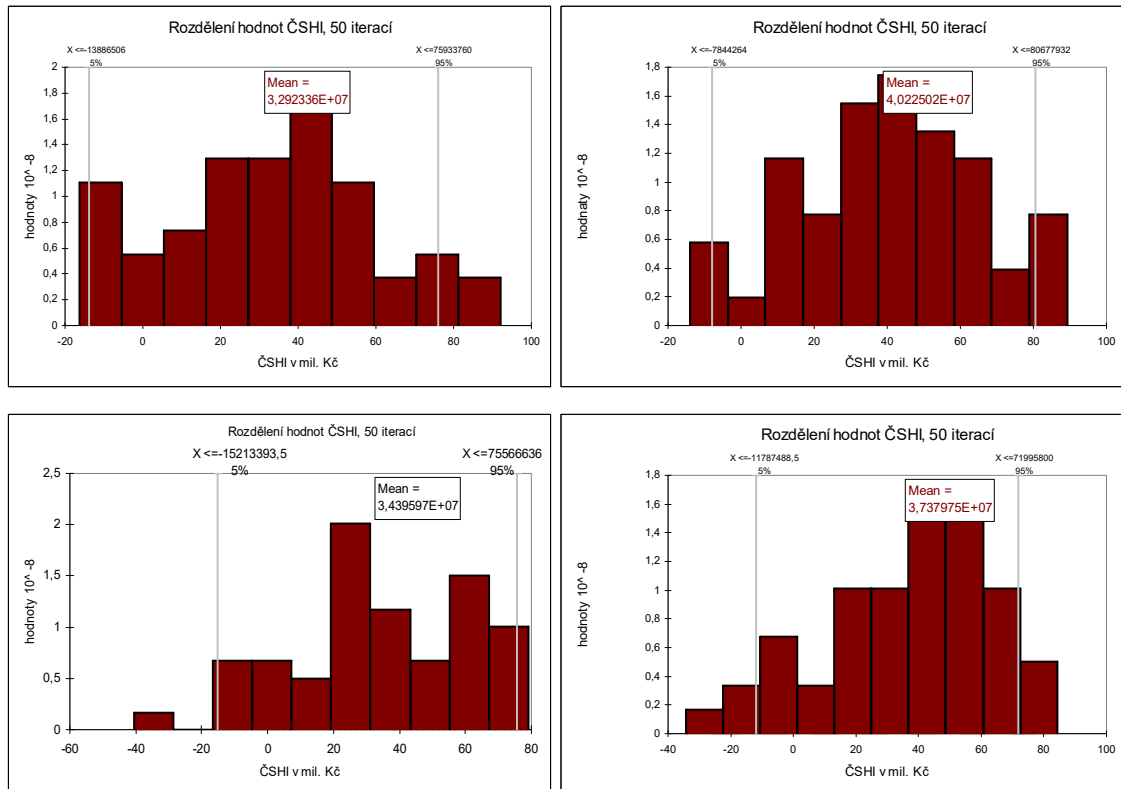 Rozdělení hodnot ČSHI, 50 iterací
X <=-13886506
5%
X <=75933760
95%
Mean =
3,292336E+07
hodnoty 10^ -8
2
1,8
1,6
1,4
1,2
1
0,8
0,6
0,4
0,2
0
-20 0 20 40 60 80 100
ČSHI v mil. Kč
Rozdělení hodnot ČSHI, 50 iterací
X <=-7844264
5%
X <=80677932
95%
Mean =
4,022502E+07
hodnaty 10^ -8
1,8
1,6
1,4
1,2
1
0,8
0,6
0,4
0,2
0
-20 0 20 40 60 80 100
ČSHI v mil. Kč
Rozdělení hodnot ČSHI, 50 iterací
X <=-15213393,5
5%
X <=75566636
95%
Mean =
3,439597E+07
hodnoty 10^ -8
2,5
2
1,5
1
0,5
0
-60 -40 -20 0 20 40 60 80
ČSHI v mil. Kč
Rozdělení hodnot ČSHI, 50 iterací
X <=-11787488,5
5%
X <=71995800
95%
Mean =
3,737975E+07
hodnoty 10^ -8
1,8
1,6
1,4
1,2
1
0,8
0,6
0,4
0,2
0
-40 -20 0 20 40 60 80 100
ČSHI v mil. Kč